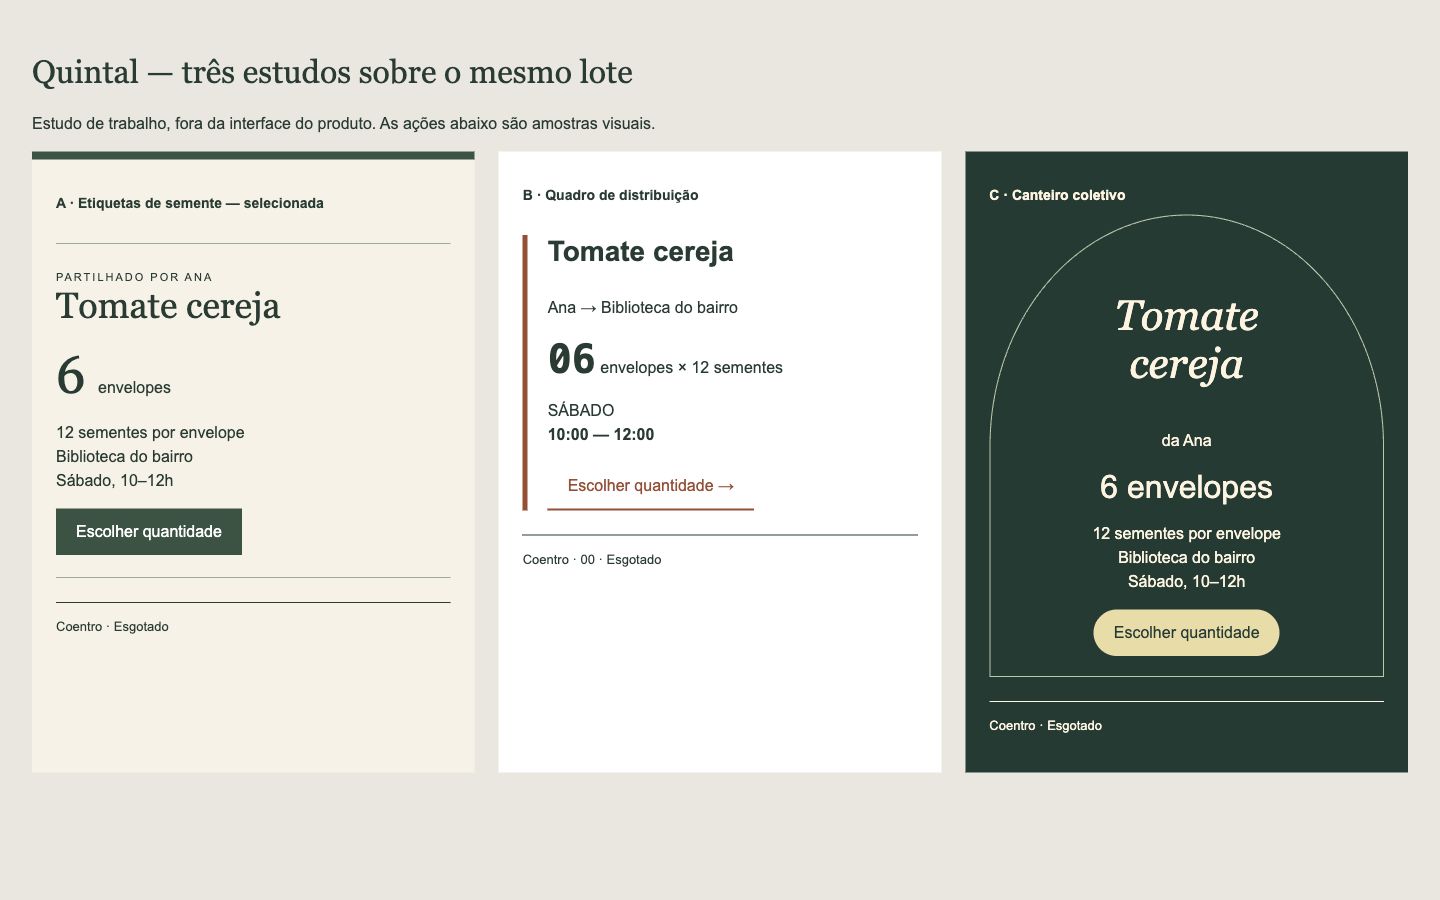 Quintal — três estudos sobre o mesmo lote
Estudo de trabalho, fora da interface do produto. As ações abaixo são amostras visuais.
A · Etiquetas de semente — selecionada
PARTILHADO POR ANA
Tomate cereja
6 envelopes
12 sementes por envelope
Biblioteca do bairro
Sábado, 10–12h
Escolher quantidade
Coentro · Esgotado
B · Quadro de distribuição
Tomate cereja
Ana → Biblioteca do bairro
06 envelopes × 12 sementes
SÁBADO
10:00 — 12:00
Escolher quantidade →
Coentro · 00 · Esgotado
C · Canteiro coletivo
Tomate
cereja
da Ana
6 envelopes
12 sementes por envelope
Biblioteca do bairro
Sábado, 10–12h
Escolher quantidade
Coentro · Esgotado